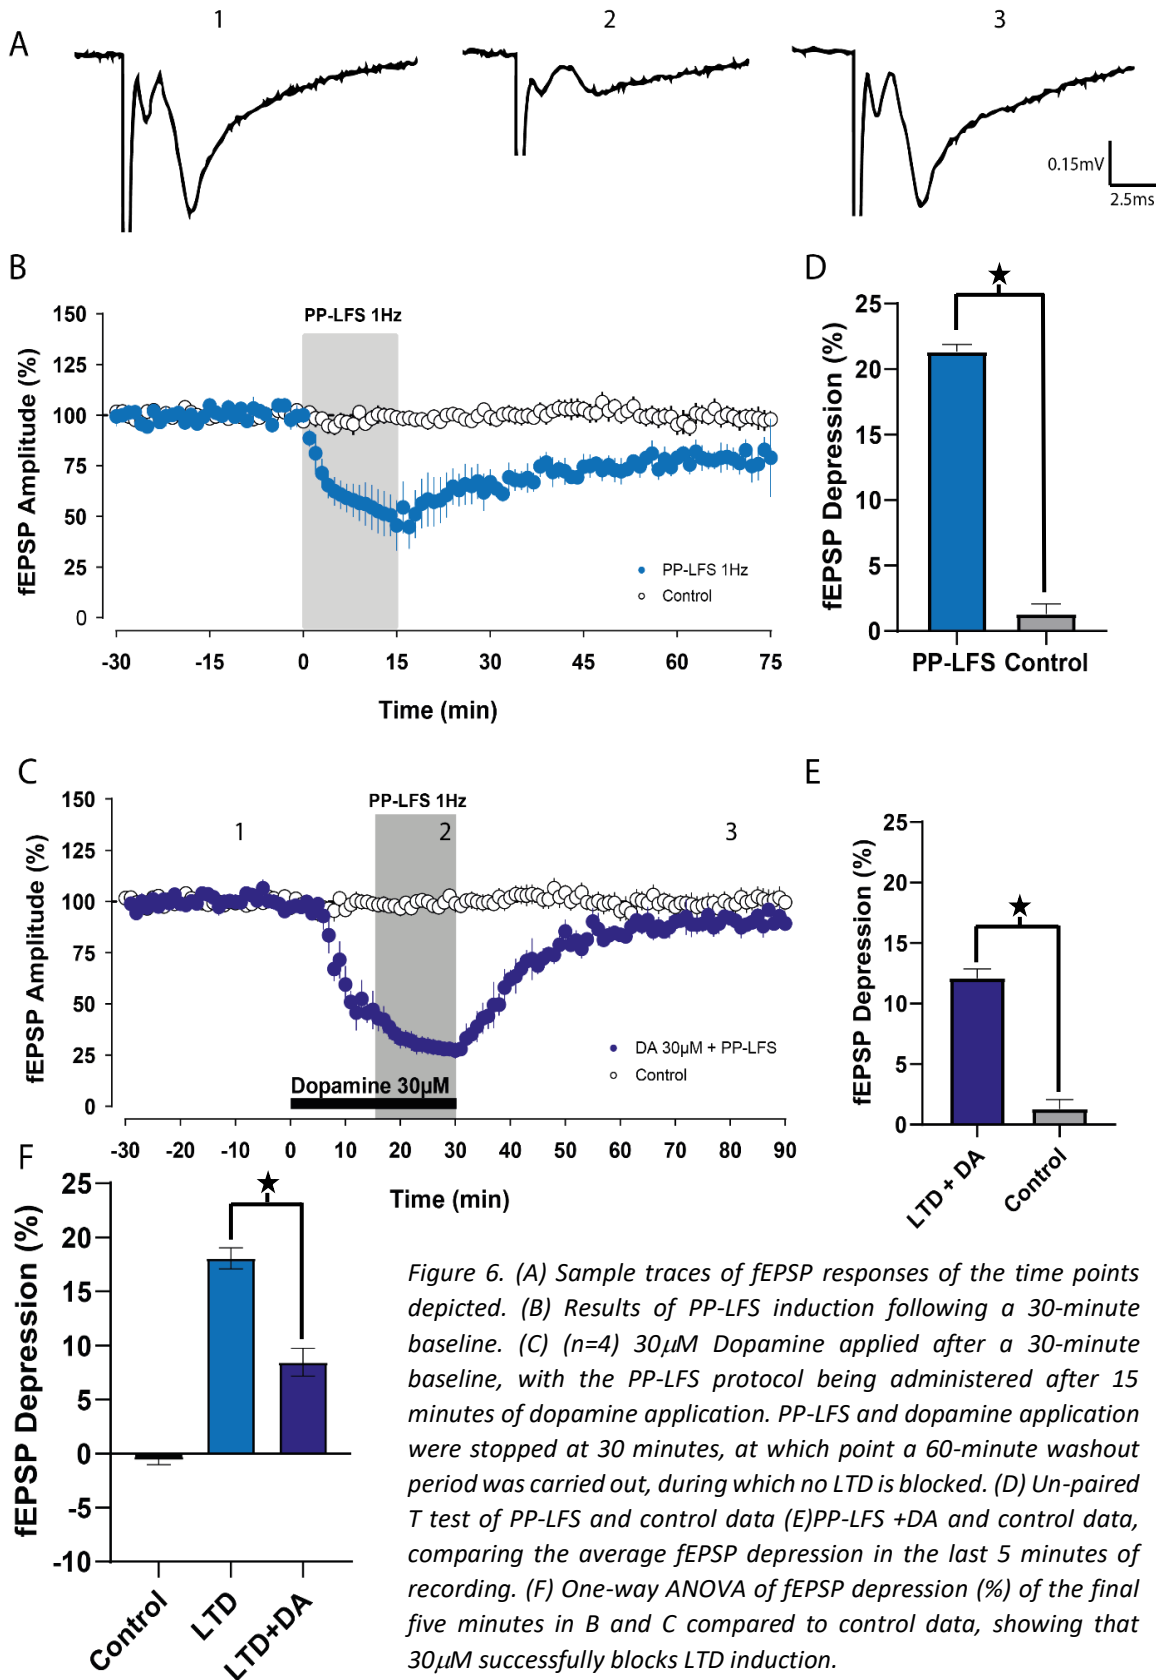 1
2
3
A
0.15mV
2.5ms
B
PP-LFS 1Hz
150
125
100
75
50
25
0
fEPSP Amplitude (%)
PP-LFS 1Hz
Control
-30
-15
0
15
30
45
60
75
Time (min)
D
25
20
15
10
5
0
fEPSP Depression (%)
PP-LFS Control
C
PP-LFS 1Hz
150
125
100
75
50
25
0
fEPSP Amplitude (%)
1
2
3
DA 30µM + PP-LFS
Control
Dopamine 30µM
-30 -20 -10 0 10 20 30 40 50 60 70 80 90
Time (min)
E
25
20
15
10
5
0
fEPSP Depression (%)
LTD + DA
Control
F
25
20
15
10
5
0
-5
-10
fEPSP Depression (%)
Control
LTD
LTD+DA
Figure 6. (A) Sample traces of fEPSP responses of the time points
depicted. (B) Results of PP-LFS induction following a 30-minute
baseline. (C) (n=4) 30µM Dopamine applied after a 30-minute
baseline, with the PP-LFS protocol being administered after 15
minutes of dopamine application. PP-LFS and dopamine application
were stopped at 30 minutes, at which point a 60-minute washout
period was carried out, during which no LTD is blocked. (D) Un-paired
T test of PP-LFS and control data (E)PP-LFS +DA and control data,
comparing the average fEPSP depression in the last 5 minutes of
recording. (F) One-way ANOVA of fEPSP depression (%) of the final
five minutes in B and C compared to control data, showing that
30µM successfully blocks LTD induction.